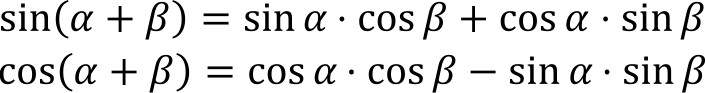 sin(α + β) = sin α · cos β + cos α · sin β
cos(α + β) = cos α · cos β − sin α · sin β